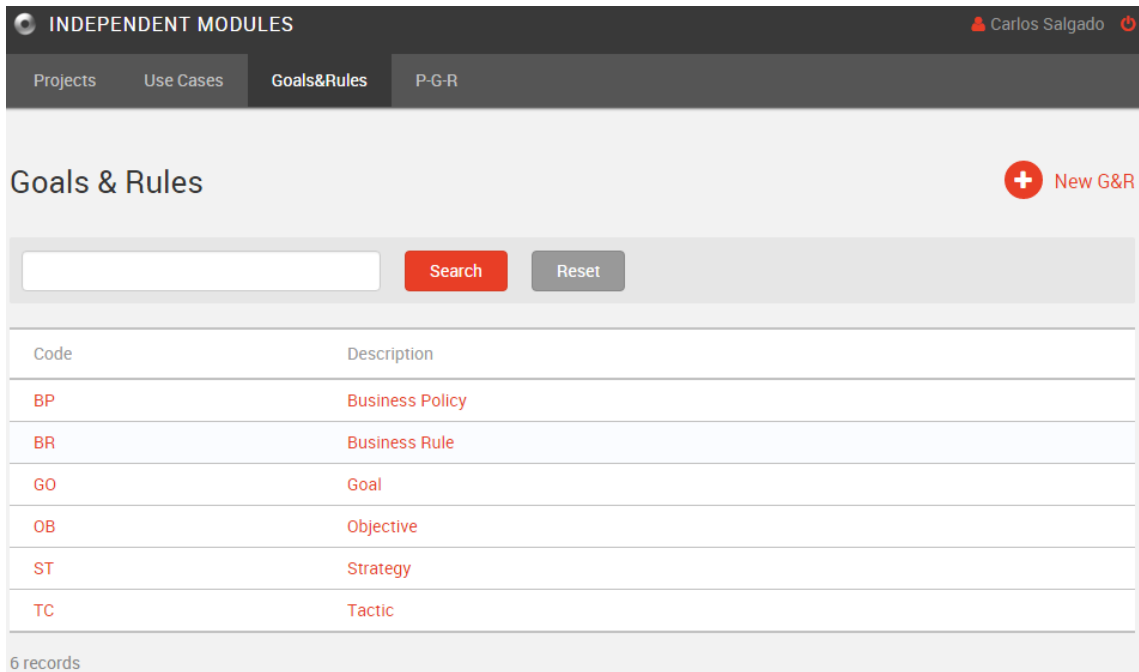 INDEPENDENT MODULES Carlos Salgado
Projects Use Cases Goals&Rules P-G-R
Goals & Rules New G&R
Search Reset
Code Description
BP Business Policy
BR Business Rule
GO Goal
OB Objective
ST Strategy
TC Tactic
6 records